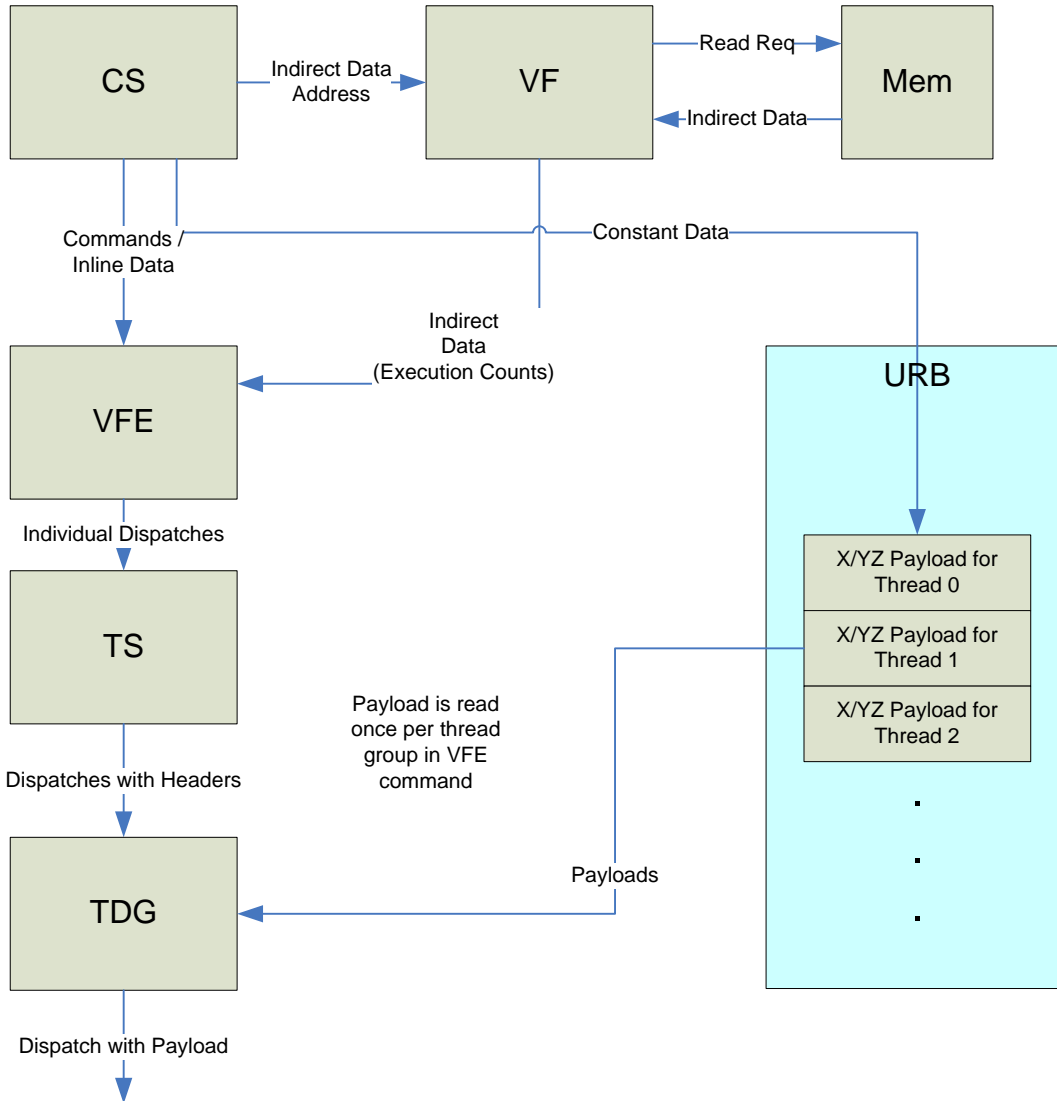 CS
Indirect Data
Address
VF
Read Req
Indirect Data
Mem
Commands /
Inline Data
Constant Data
Indirect
Data
(Execution Counts)
VFE
URB
Individual Dispatches
X/YZ Payload for
Thread 0
TS
X/YZ Payload for
Thread 1
X/YZ Payload for
Thread 2
Payload is read
once per thread
group in VFE
command
Dispatches with Headers
.
.
.
Payloads
TDG
Dispatch with Payload